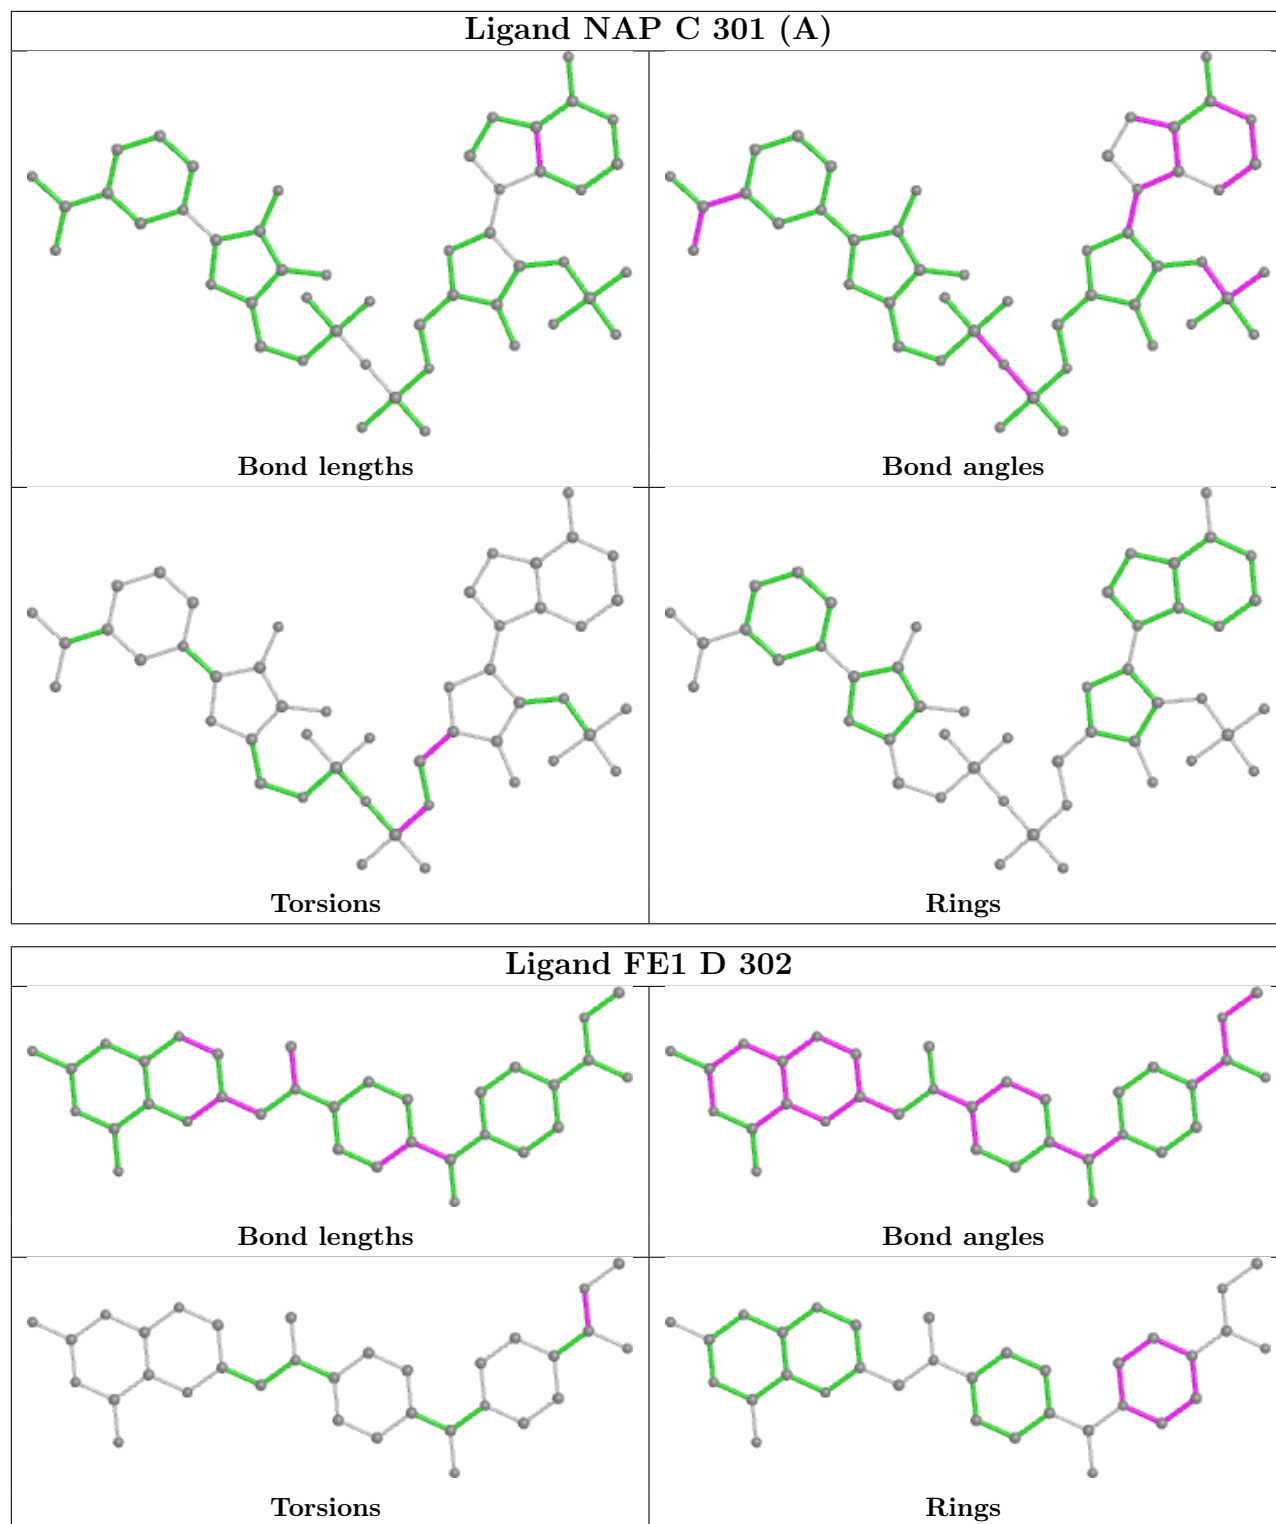 Ligand NAP C 301 (A)
Bond lengths
Bond angles
Torsions
Rings
Ligand FE1 D 302
Bond lengths
Bond angles
Torsions
Rings